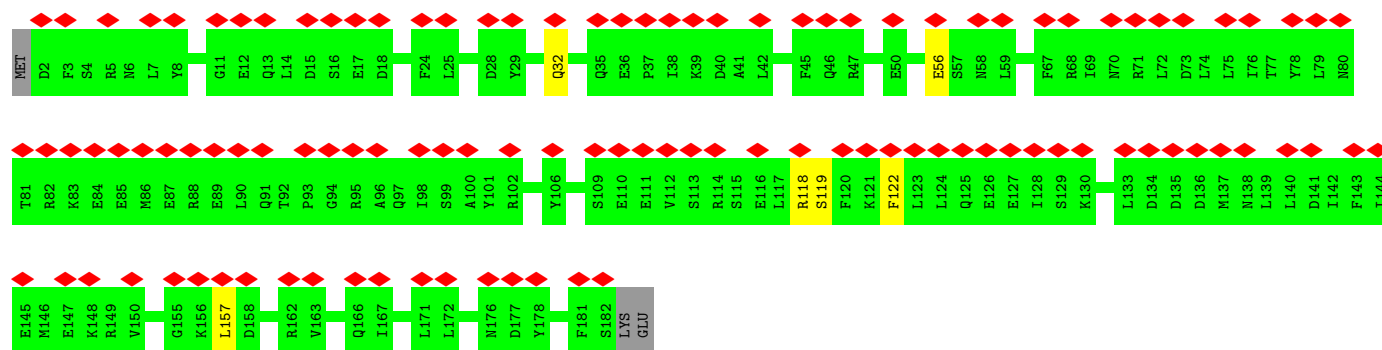 MET D2 F3 S4 R5 N6 L7 Y8 G11 E12 Q13 L14 D15 S16 E17 D18 F24 L25 D28 Y29 Q32 Q35 E36 P37 I38 K39 D40 A41 L42 F45 Q46 R47 E50 E56 S57 N58 L59 F67 R68 I69 N70 R71 L72 D73 L74 L75 I76 T77 Y78 L79 N80
T81 R82 K83 E84 E85 M86 E87 R88 E89 L90 Q91 T92 P93 G94 R95 A96 Q97 I98 S99 A100 Y101 R102 Y106 S109 E110 E111 V112 S113 R114 S115 E116 L117 R118 S119 F120 K121 F122 L123 L124 Q125 E126 E127 I128 S129 K130 L133 D134 D135 D136 M137 N138 L139 L140 D141 I142 F143 I144
E145 M146 E147 K148 R149 V150 G155 K156 L157 D158 R162 V163 Q166 I167 L171 L172 N176 D177 Y178 F181 S182 LYS GLU